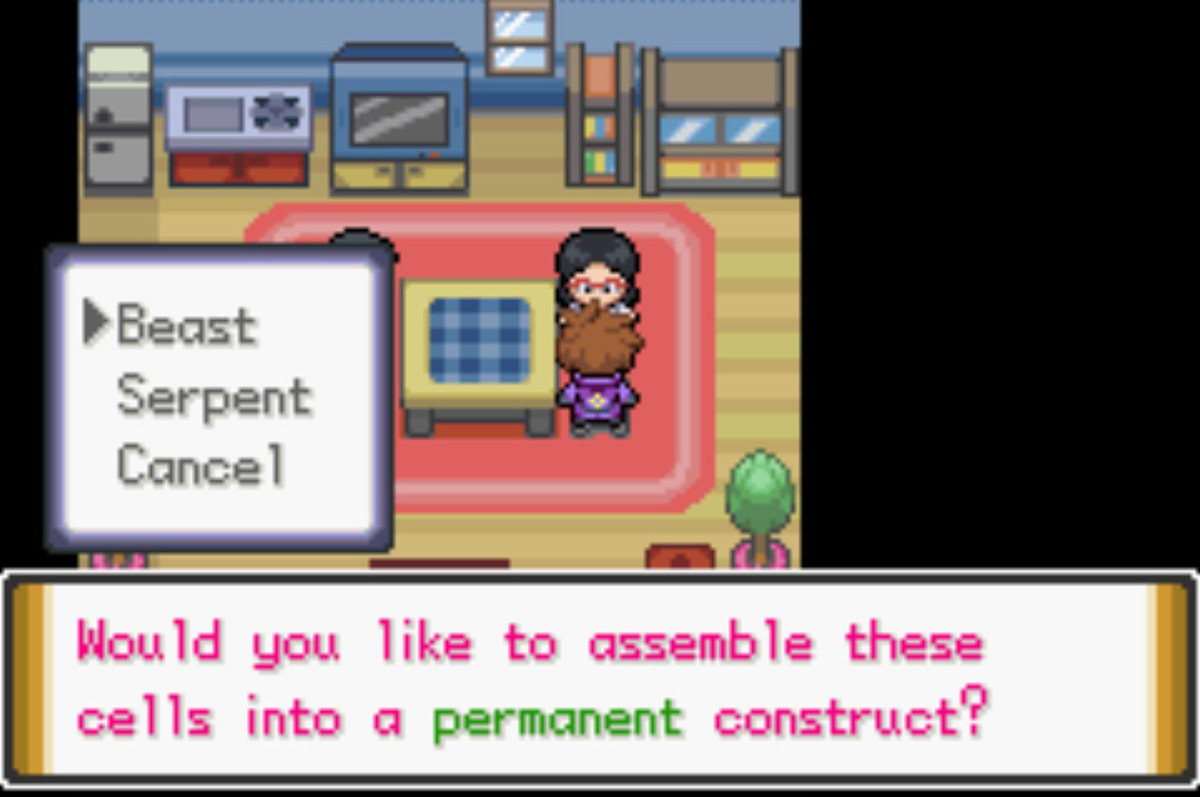 Beast
Serpent
Cancel
Would you like to assemble these
cells into a permanent construct?